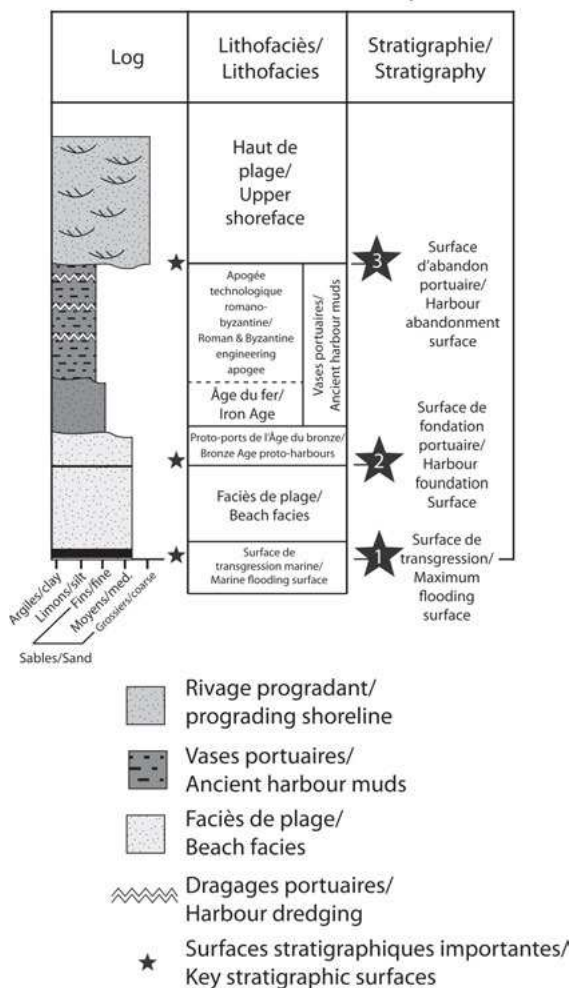 Log
Lithofaciès/
Lithofacies
Stratigraphie/
Stratigraphy
Haut de
plage/
Upper
shoreface
Apogée
technologique
romano-
byzantine/
Roman & Byzantine
engineering
apogee
Vases portuaires/
Ancient harbour muds
Âge du fer/
Iron Age
Proto-ports de l'Âge du bronze/
Bronze Age proto-harbours
Faciès de plage/
Beach facies
Surface de
transgression marine/
Marine flooding surface
3
Surface
d'abandon
portuaire/
Harbour
abandonment
surface
2
Surface de
fondation
portuaire/
Harbour
foundation
Surface
1
Surface de
transgression/
Maximum
flooding
surface
Argiles/clay
Limons/silt
Fins/fine
Moyens/med.
Grossiers/coarse
Sables/Sand
Rivage progradant/
prograding shoreline
Vases portuaires/
Ancient harbour muds
Faciès de plage/
Beach facies
Dragages portuaires/
Harbour dredging
Surfaces stratigraphiques importantes/
Key stratigraphic surfaces